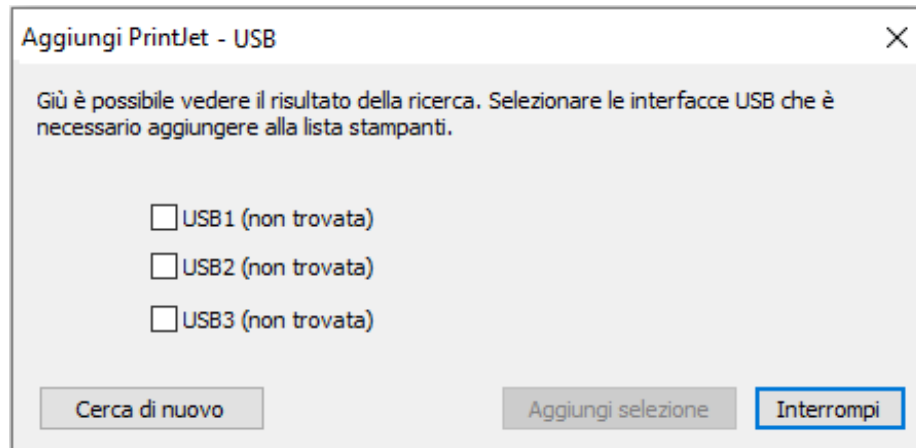 Aggiungi PrintJet - USB
Giù è possibile vedere il risultato della ricerca. Selezionare le interfacce USB che è
necessario aggiungere alla lista stampanti.
USB1 (non trovata)
USB2 (non trovata)
USB3 (non trovata)
Cerca di nuovo Aggiungi selezione Interrompi